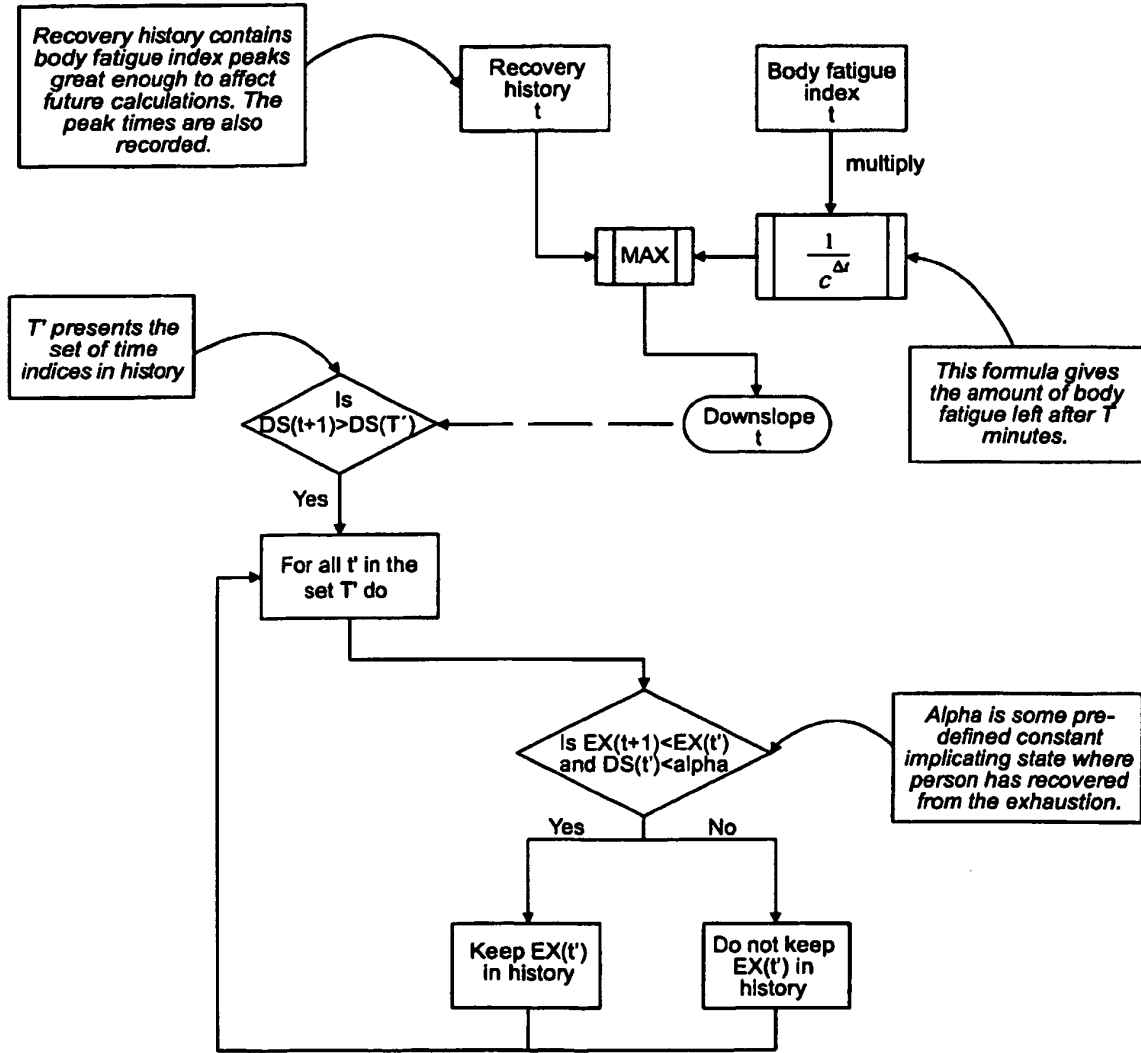 Recovery history contains
body fatigue index peaks
great enough to affect
future calculations. The
peak times are also
recorded.
Recovery
history
t
Body fatigue
index
t
multiply
MAX
1
c^Δt
T' presents the
set of time
indices in history
This formula gives
the amount of body
fatigue left after T
minutes.
Is
DS(t+1)>DS(T´)
Downslope
t
Yes
For all t' in the
set T' do
Is EX(t+1)<EX(t')
and DS(t')<alpha
Alpha is some pre-
defined constant
implicating state where
person has recovered
from the exhaustion.
Yes
No
Keep EX(t')
in history
Do not keep
EX(t') in
history